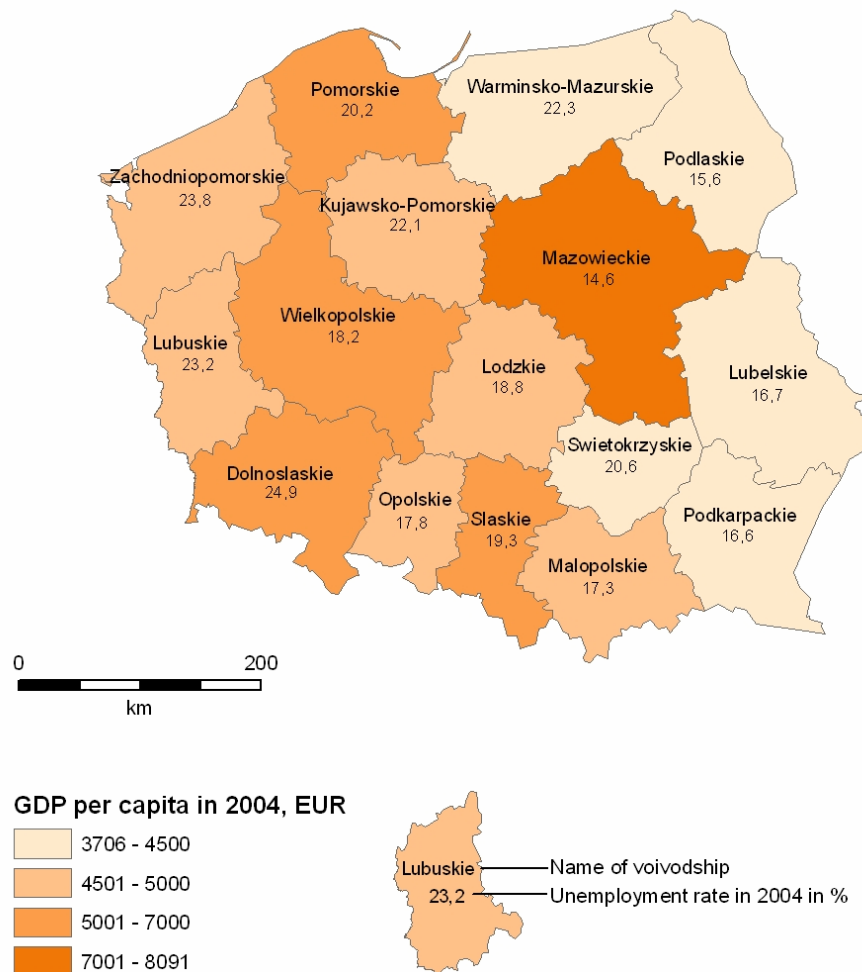 Pomorskie
20,2
Warminsko-Mazurskie
22,3
Podlaskie
15,6
Zachodniopomorskie
23,8
Kujawsko-Pomorskie
22,1
Mazowieckie
14,6
Wielkopolskie
18,2
Lubuskie
23,2
Lodzkie
18,8
Lubelskie
16,7
Swietokrzyskie
20,6
Dolnoslaskie
24,9
Opolskie
17,8
Slaskie
19,3
Podkarpackie
16,6
Malopolskie
17,3
0 200
km
GDP per capita in 2004, EUR
3706 - 4500
4501 - 5000
5001 - 7000
7001 - 8091
Lubuskie
23,2
Name of voivodship
Unemployment rate in 2004 in %